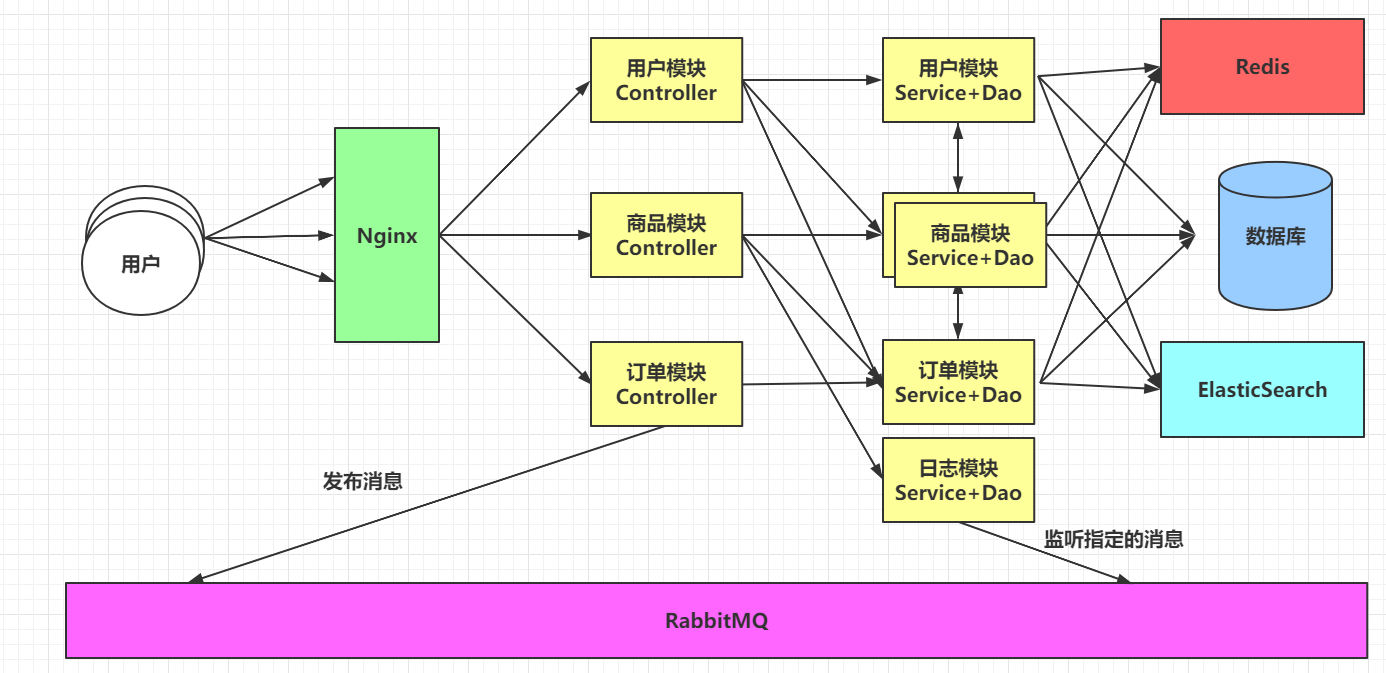 用户
Nginx
用户模块
Controller
商品模块
Controller
订单模块
Controller
用户模块
Service+Dao
商品模块
Service+Dao
订单模块
Service+Dao
日志模块
Service+Dao
Redis
数据库
ElasticSearch
发布消息
监听指定的消息
RabbitMQ